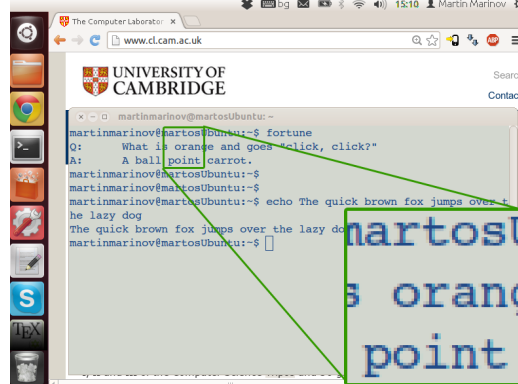 bg 15:10 Martin Marinov
The Computer Laborator
www.cl.cam.ac.uk
ABP
UNIVERSITY OF
CAMBRIDGE
Searc
Contac
martinmarinov@martosUbuntu: ~
martinmarinov@martosUbuntu:~$ fortune
Q: What is orange and goes "click, click?"
A: A ball point carrot.
martinmarinov@martosUbuntu:~$
martinmarinov@martosUbuntu:~$
martinmarinov@martosUbuntu:~$ echo The quick brown fox jumps over t
he lazy dog
The quick brown fox jumps over the lazy do
martinmarinov@martosUbuntu:~$
martosU
s orang
point
S
TEX